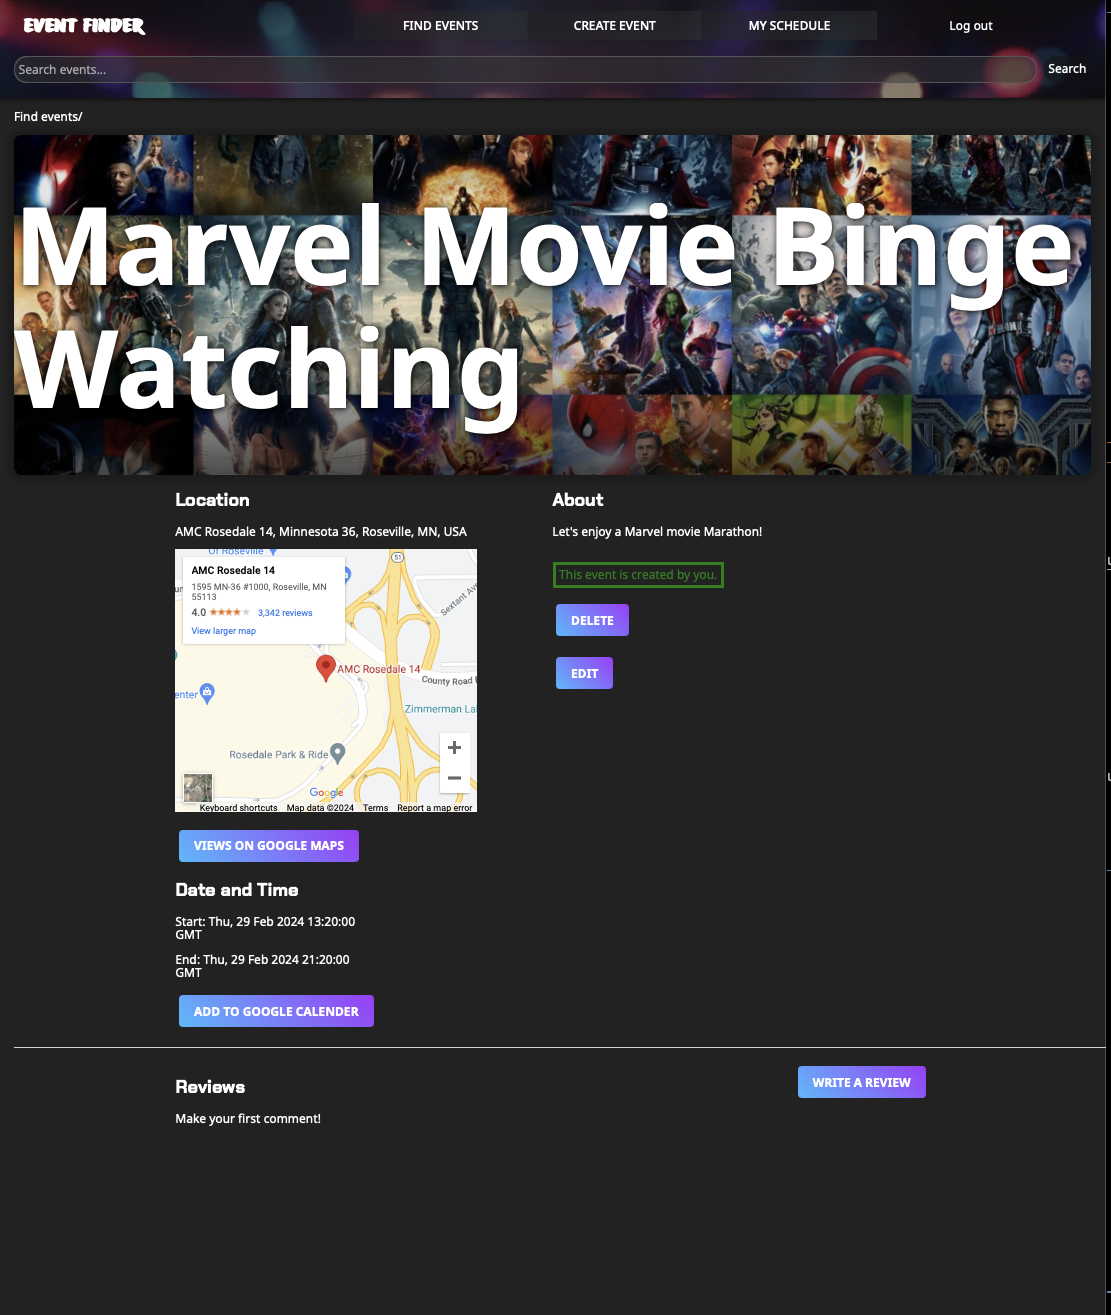 EVENT FINDER
FIND EVENTS
CREATE EVENT
MY SCHEDULE
Log out
Search events...
Search
Find events/
Marvel Movie Binge
Watching
Location
AMC Rosedale 14, Minnesota 36, Roseville, MN, USA
Of Roseville
AMC Rosedale 14
1595 MN-36 #1000, Roseville, MN
55113
4.0
3,342 reviews
View larger map
51
Sextant Ave
AMC Rosedale 14
County Road
enter
Zimmerman La
Rosedale Park & Ride
+
−
Google
Keyboard shortcuts
Map data ©2024
Terms
Report a map error
VIEWS ON GOOGLE MAPS
Date and Time
Start: Thu, 29 Feb 2024 13:20:00
GMT
End: Thu, 29 Feb 2024 21:20:00
GMT
ADD TO GOOGLE CALENDER
About
Let's enjoy a Marvel movie Marathon!
This event is created by you.
DELETE
EDIT
Reviews
WRITE A REVIEW
Make your first comment!